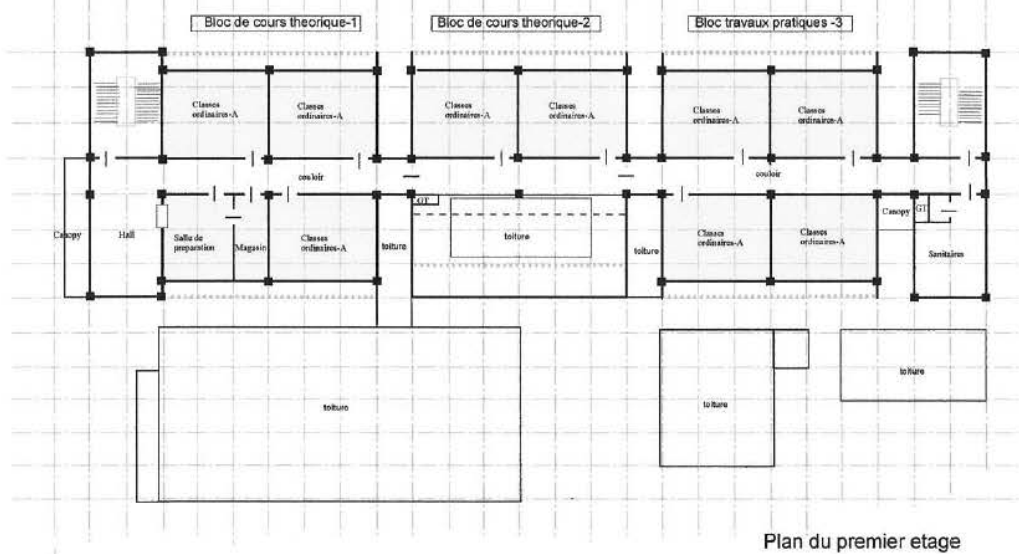 Bloc de cours theorique-1
Bloc de cours theorique-2
Bloc travaux pratiques -3
Classes
ordinaires-A
Classes
ordinaires-A
Classes
ordinaires-A
Classes
ordinaires-A
Classes
ordinaires-A
Classes
ordinaires-A
couloir
couloir
Canopy
Hall
Salle de
preparation
Magasin
Classes
ordinaires-A
toiture
GT
toiture
toiture
Classes
ordinaires-A
Classes
ordinaires-A
Canopy
GT
Sanitaires
toiture
toiture
toiture
Plan du premier etage